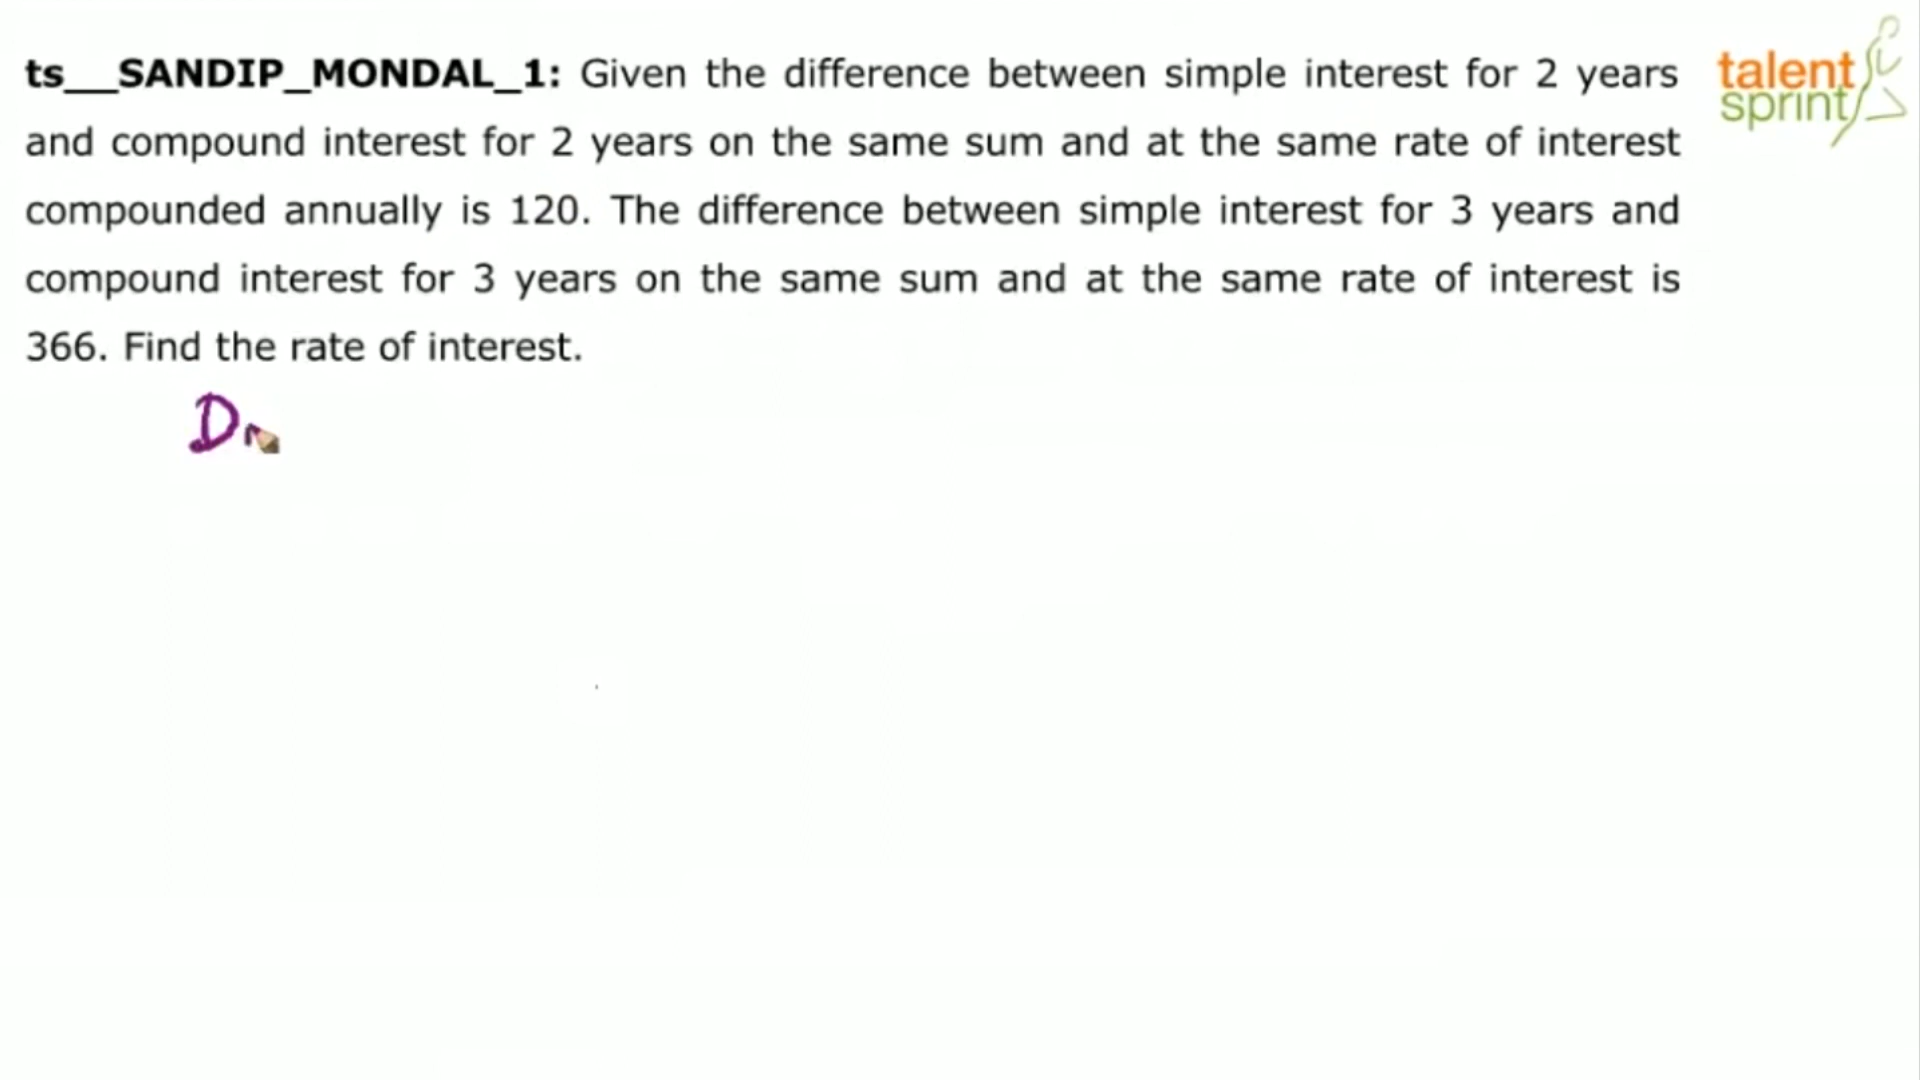 ts__SANDIP_MONDAL_1: Given the difference between simple interest for 2 years
and compound interest for 2 years on the same sum and at the same rate of interest
compounded annually is 120. The difference between simple interest for 3 years and
compound interest for 3 years on the same sum and at the same rate of interest is
366. Find the rate of interest.
talent
sprint
D